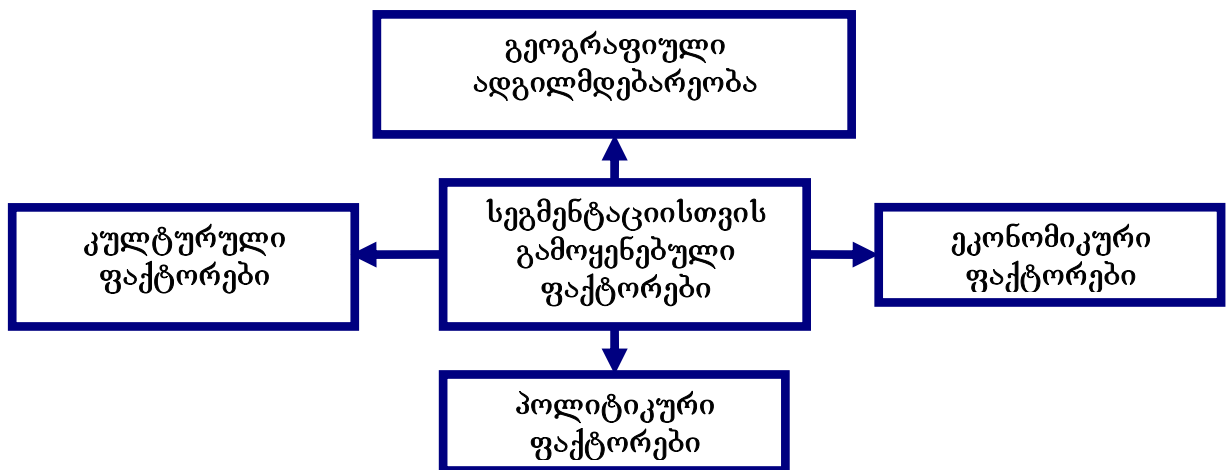 გეოგრაფიული
ადგილმდებარეობა
სეგმენტაციისთვის
გამოყენებული
ფაქტორები
კულტურული
ფაქტორები
ეკონომიკური
ფაქტორები
პოლიტიკური
ფაქტორები